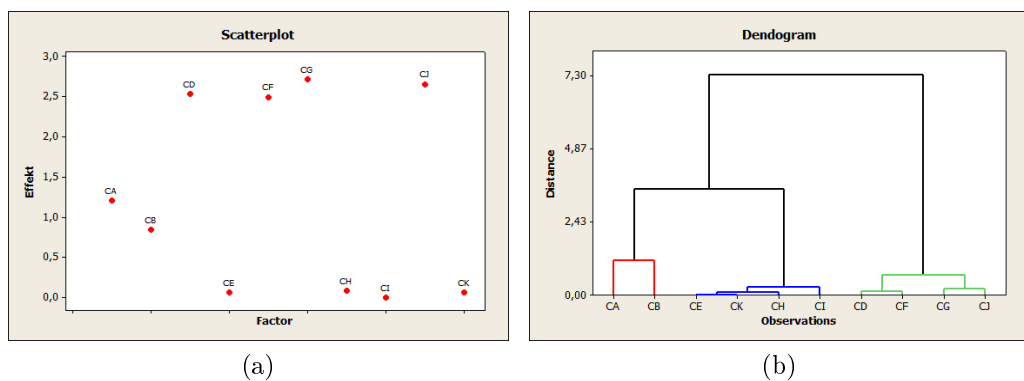 Scatterplot
3,0
2,5
2,0
1,5
1,0
0,5
0,0
Effekt
CA
CB
CD
CE
CF
CG
CH
CI
CJ
CK
Factor
(a)
Dendogram
7,30
4,87
2,43
0,00
Distance
CA CB CE CK CH CI CD CF CG CJ
Observations
(b)